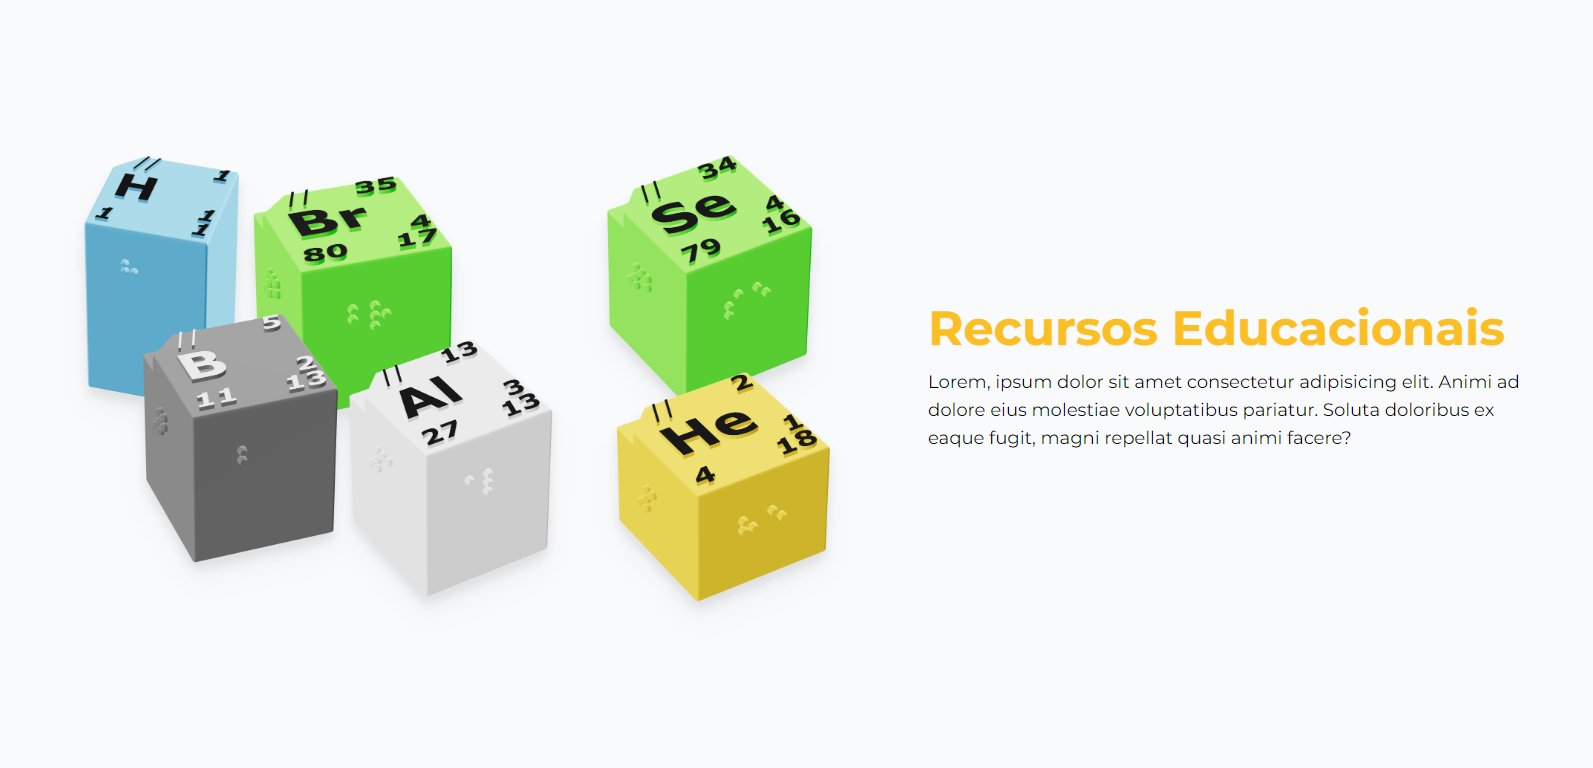 H 1
1 1
1
Br 35
80 4
17
B 5
11 2
13
Al 13
27 3
13
Se 34
79 4
16
He 2
4 1
18
Recursos Educacionais
Lorem, ipsum dolor sit amet consectetur adipisicing elit. Animi ad
dolore eius molestiae voluptatibus pariatur. Soluta doloribus ex
eaque fugit, magni repellat quasi animi facere?